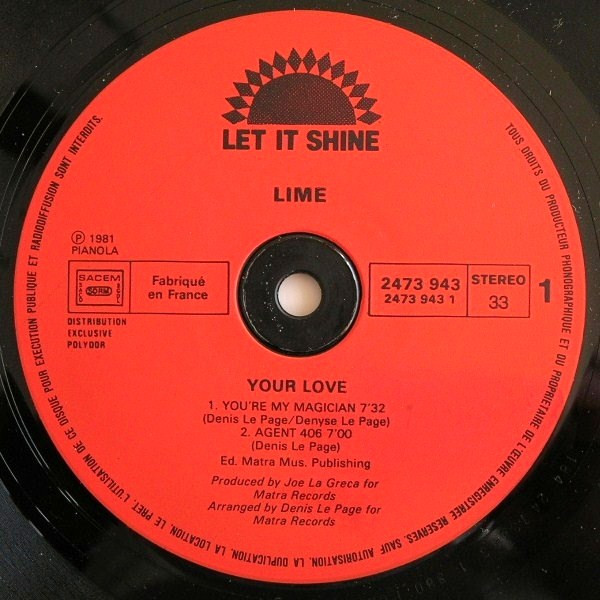 LET IT SHINE
LIME
Ⓟ 1981
PIANOLA
SACEM
SDRM
Fabriqué
en France
DISTRIBUTION
EXCLUSIVE
POLYDOR
2473 943
2473 943 1
STEREO
33
1
YOUR LOVE
1. YOU'RE MY MAGICIAN 7'32
(Denis Le Page/Denyse Le Page)
2. AGENT 406 7'00
(Denis Le Page)
Ed. Matra Mus. Publishing
Produced by Joe La Greca for
Matra Records
Arranged by Denis Le Page for
Matra Records
TOUS DROITS DU PRODUCTEUR PHONOGRAPHIQUE ET DU PROPRIETAIRE DE L'ŒUVRE ENREGISTREE RESERVES. SAUF AUTORISATION, LA DUPLICATION, LA LOCATION, LE PRET, L'UTILISATION DE CE DISQUE POUR EXECUTION PUBLIQUE ET RADIODIFFUSION SONT INTERDITS.